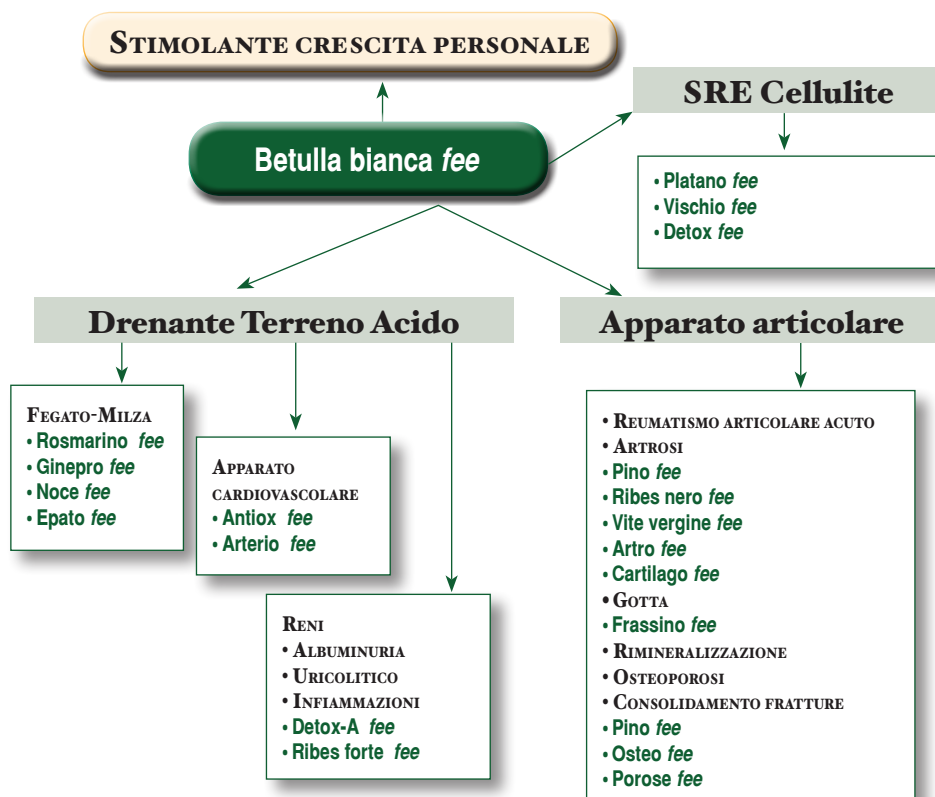 Stimolante crescita personale
SRE Cellulite
Betulla bianca fee
• Platano fee
• Vischio fee
• Detox fee
Drenante Terreno Acido
Apparato articolare
Fegato-Milza
• Rosmarino fee
• Ginepro fee
• Noce fee
• Epato fee
Apparato
cardiovascolare
• Antiox fee
• Arterio fee
Reni
• Albuminuria
• Uricolitico
• Infiammazioni
• Detox-A fee
• Ribes forte fee
• Reumatismo articolare acuto
• Artrosi
• Pino fee
• Ribes nero fee
• Vite vergine fee
• Artro fee
• Cartilago fee
• Gotta
• Frassino fee
• Rimineralizzazione
• Osteoporosi
• Consolidamento fratture
• Pino fee
• Osteo fee
• Porose fee